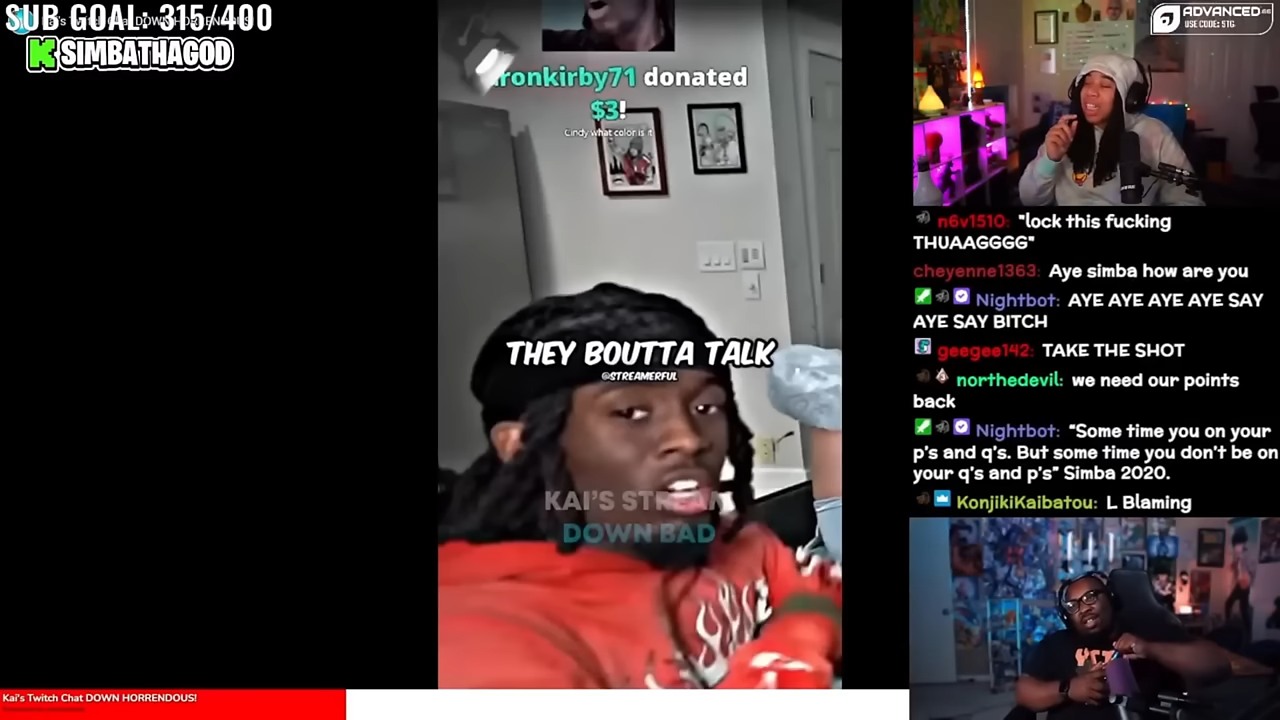 SUB GOAL: 315/400
SIMBATHAGOD
ronkirby71 donated
$3!
Cindy what color is it
THEY BOUTTA TALK
@STREAMERFUL
KAI'S STREAM
DOWN BAD
Kai's Twitch Chat DOWN HORRENDOUS!
ADVANCED.GG
USE CODE: STG
n6v1510: "lock this fucking
THUAAGGGG"
cheyenne1363: Aye simba how are you
Nightbot: AYE AYE AYE AYE SAY
AYE SAY BITCH
geegee142: TAKE THE SHOT
northedevil: we need our points
back
Nightbot: "Some time you on your
p's and q's. But some time you don't be on
your q's and p's" Simba 2020.
KonjikiKaibatou: L Blaming